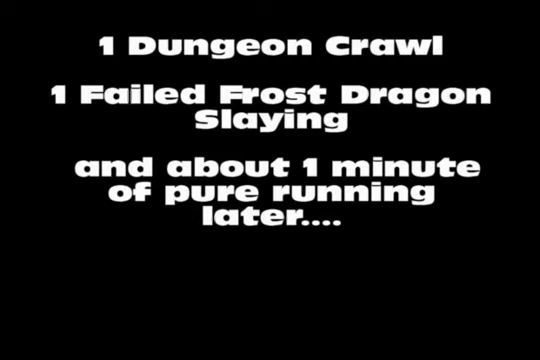 1 Dungeon Crawl
1 Failed Frost Dragon
Slaying
and about 1 minute
of pure running
later....